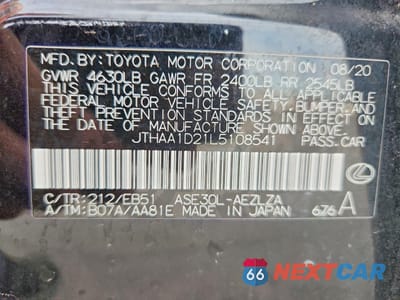 MFD.BY:TOYOTA MOTOR CORPORATION 08/20
GVWR 4630LB GAWR FR 2400LB RR 2545LB
THIS VEHICLE CONFORMS TO ALL APPLICABLE
FEDERAL MOTOR VEHICLE SAFETY,BUMPER,AND
THEFT PREVENTION STANDARDS IN EFFECT ON
THE DATE OF MANUFACTURE SHOWN ABOVE.
JTHAA1D21L5108541 PASS.CAR
C/TR:212/EB51 ASE30L-AEZLZA
A/TM:B07A/AA81E MADE IN JAPAN 676 A
66 NEXTCAR